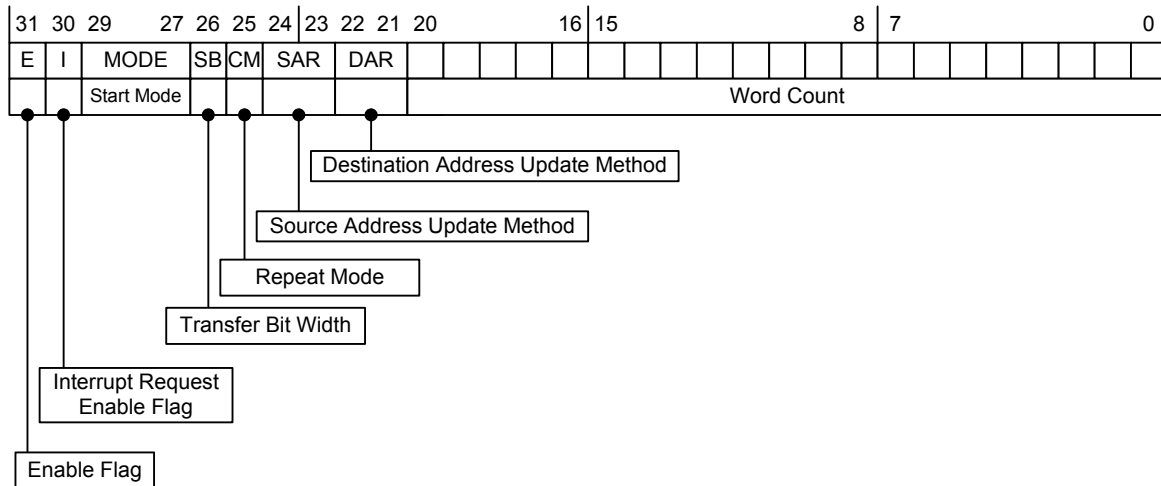 31 30 29 27 26 25 24 23 22 21 20 16 15 8 7 0
E I MODE SB CM SAR DAR
Start Mode Word Count
Destination Address Update Method
Source Address Update Method
Repeat Mode
Transfer Bit Width
Interrupt Request
Enable Flag
Enable Flag